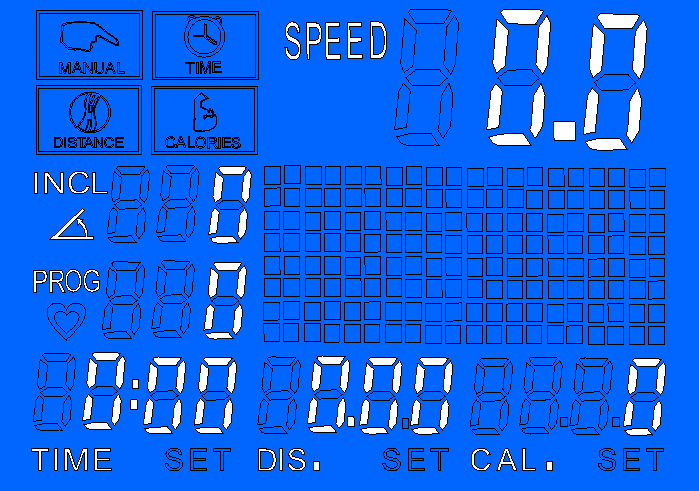 MANUAL TIME SPEED 0.0
DISTANCE CALORIES
INCL 0
PROG 0
0:00 0.00 0
TIME SET DIS. SET CAL. SET